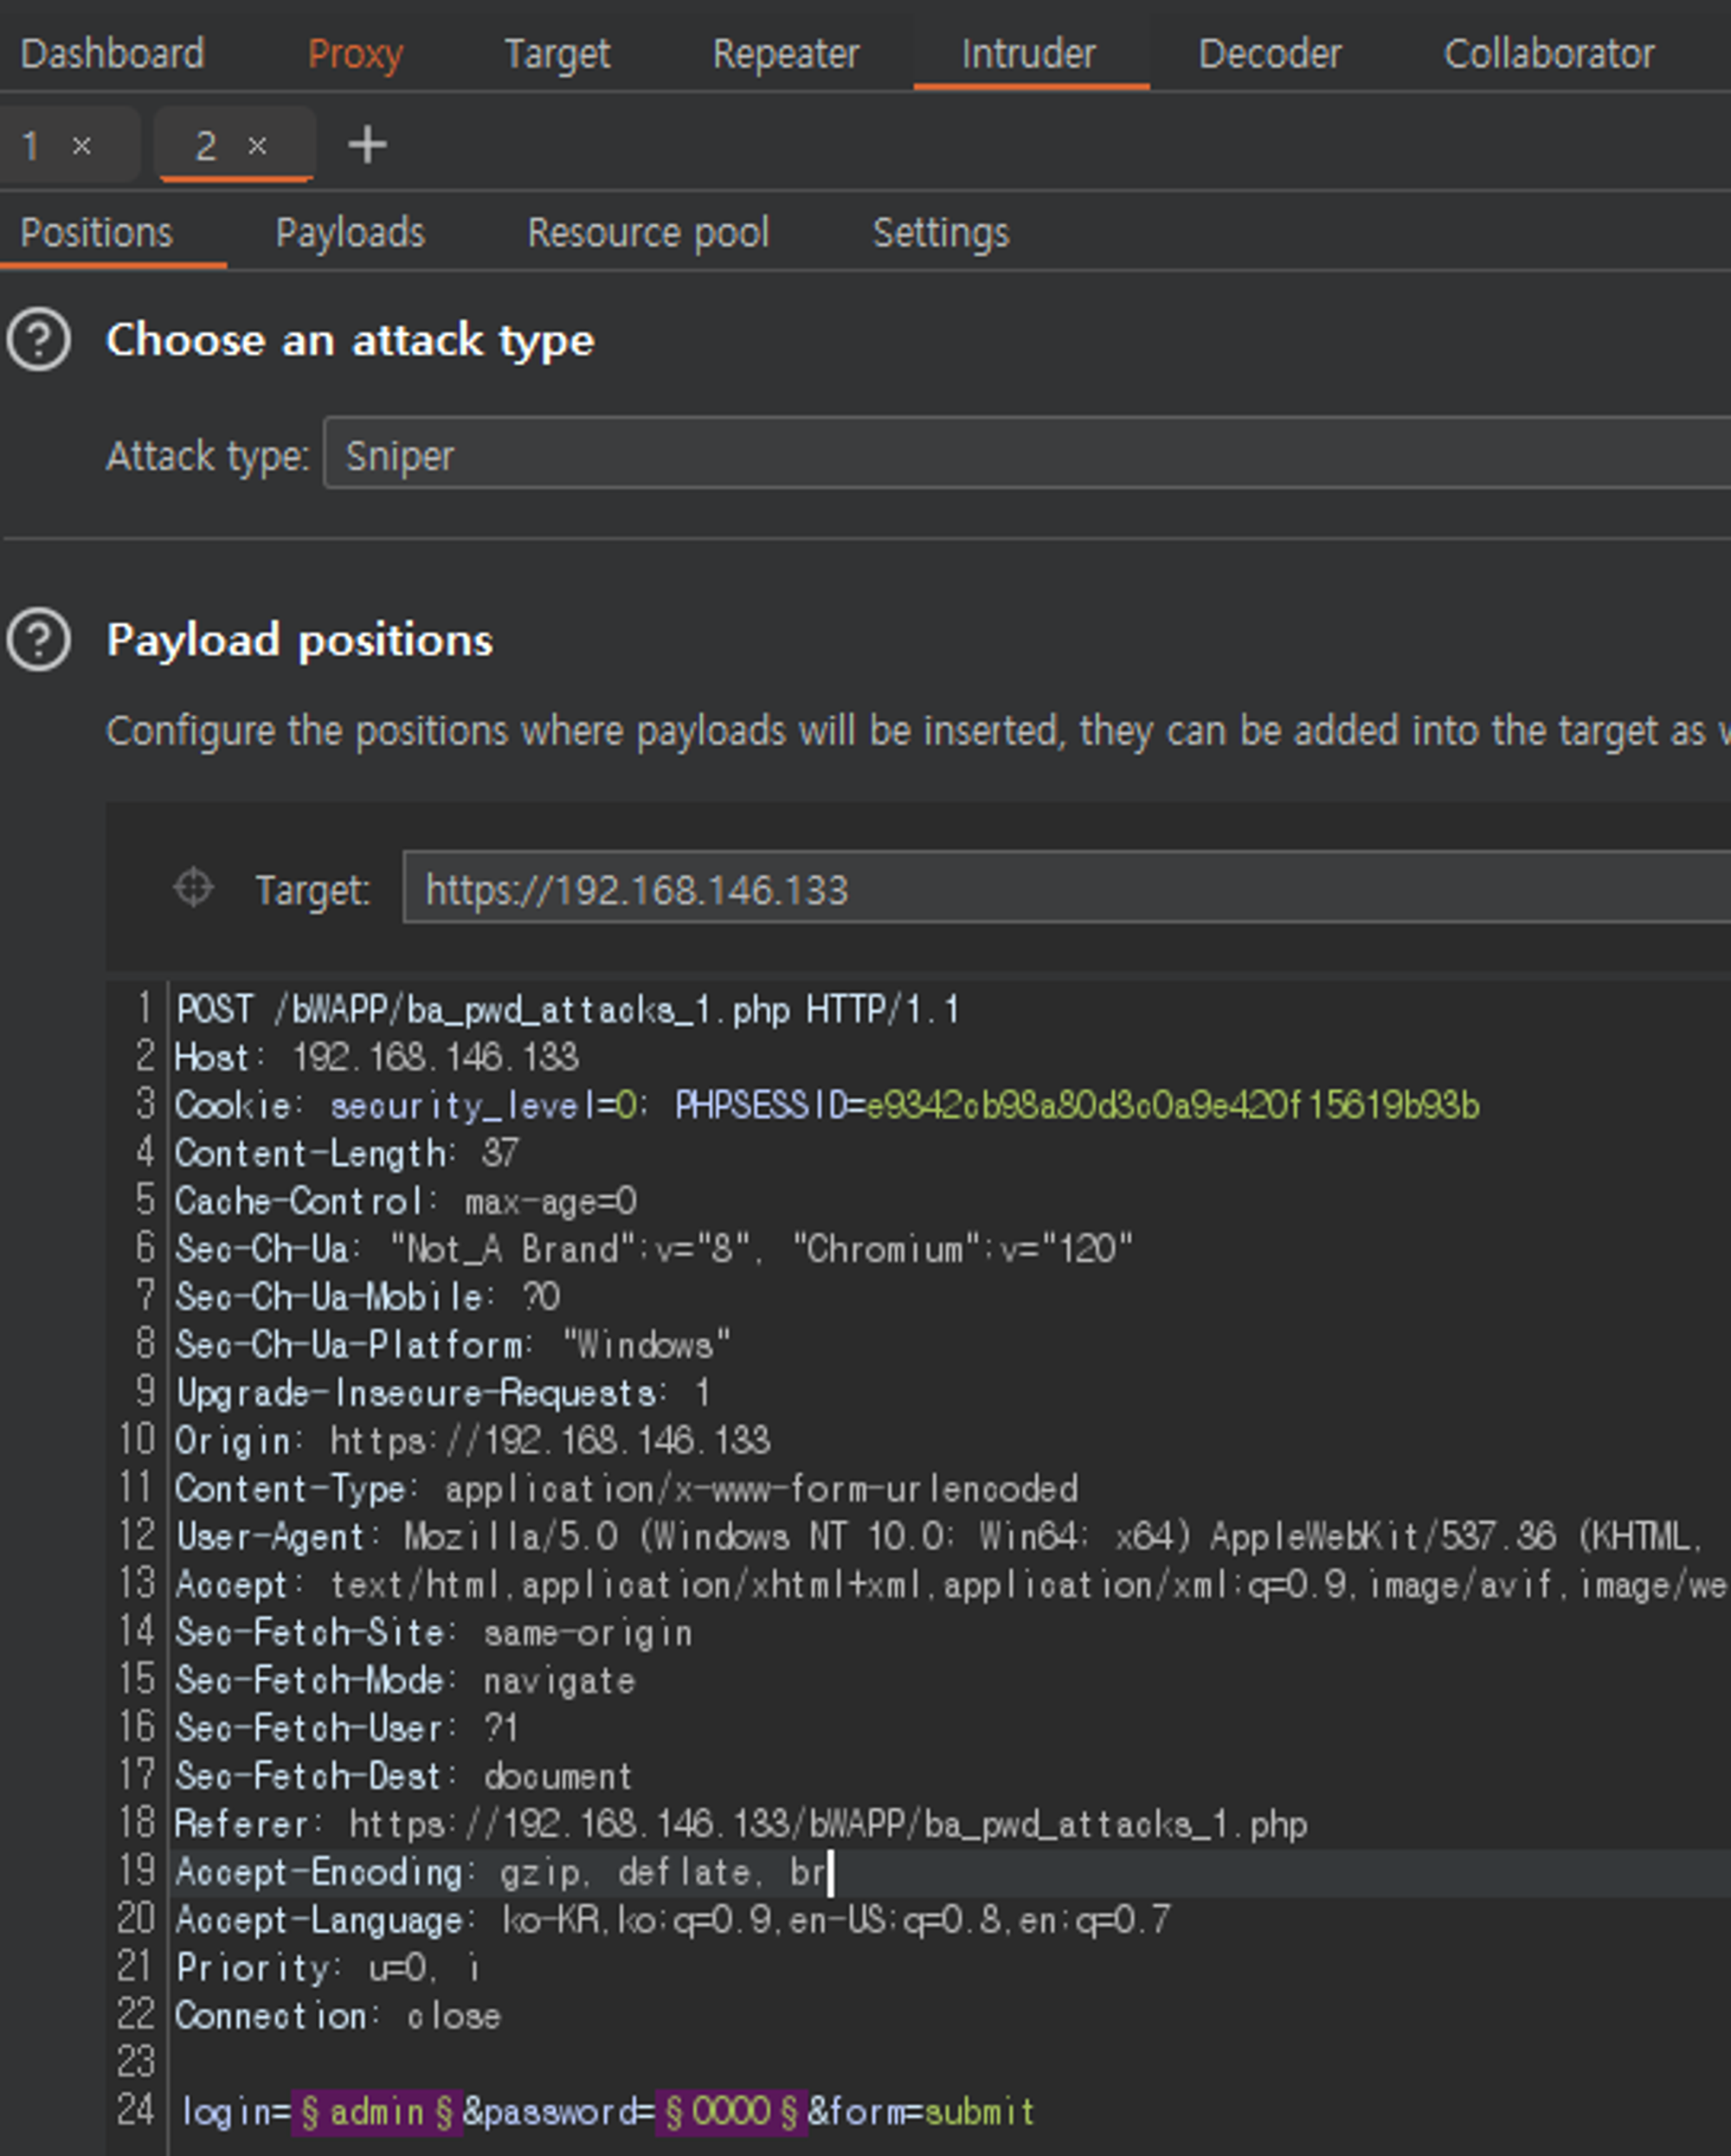 Dashboard Proxy Target Repeater Intruder Decoder Collaborator
1 × 2 × +
Positions Payloads Resource pool Settings
Choose an attack type
Attack type: Sniper
Payload positions
Configure the positions where payloads will be inserted, they can be added into the target as
Target: https://192.168.146.133
1 POST /bWAPP/ba_pwd_attacks_1.php HTTP/1.1
2 Host: 192.168.146.133
3 Cookie: security_level=0; PHPSESSID=e9342cb98a80d3c0a9e420f15619b93b
4 Content-Length: 37
5 Cache-Control: max-age=0
6 Sec-Ch-Ua: "Not_A Brand";v="8", "Chromium";v="120"
7 Sec-Ch-Ua-Mobile: ?0
8 Sec-Ch-Ua-Platform: "Windows"
9 Upgrade-Insecure-Requests: 1
10 Origin: https://192.168.146.133
11 Content-Type: application/x-www-form-urlencoded
12 User-Agent: Mozilla/5.0 (Windows NT 10.0; Win64; x64) AppleWebKit/537.36 (KHTML,
13 Accept: text/html,application/xhtml+xml,application/xml;q=0.9,image/avif,image/we
14 Sec-Fetch-Site: same-origin
15 Sec-Fetch-Mode: navigate
16 Sec-Fetch-User: ?1
17 Sec-Fetch-Dest: document
18 Referer: https://192.168.146.133/bWAPP/ba_pwd_attacks_1.php
19 Accept-Encoding: gzip, deflate, br
20 Accept-Language: ko-KR,ko;q=0.9,en-US;q=0.8,en;q=0.7
21 Priority: u=0, i
22 Connection: close
23
24 login=§admin§&password=§0000§&form=submit